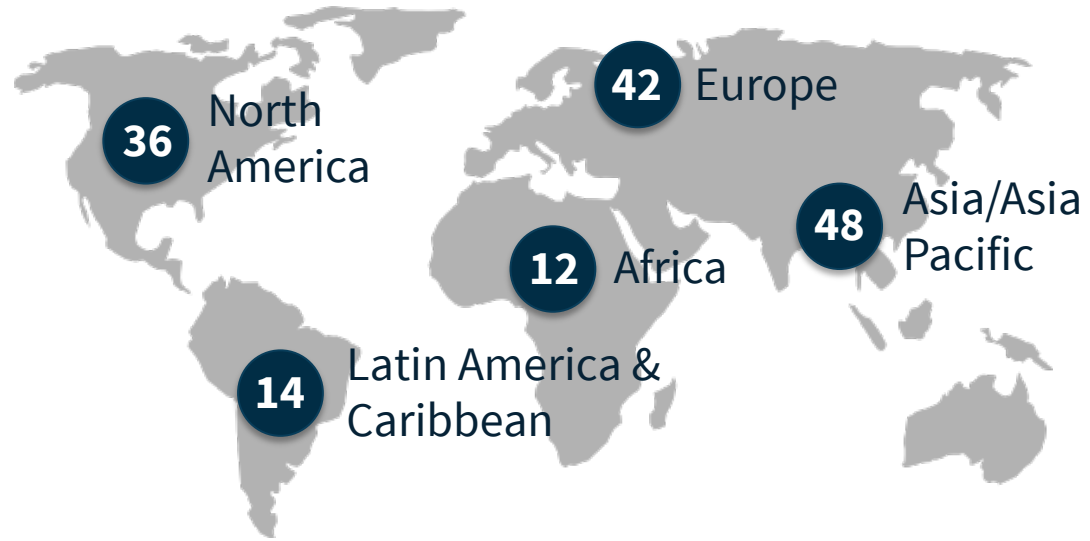 42 Europe
36 North
America
Asia/Asia
48 Pacific
12 Africa
14 Latin America &
Caribbean